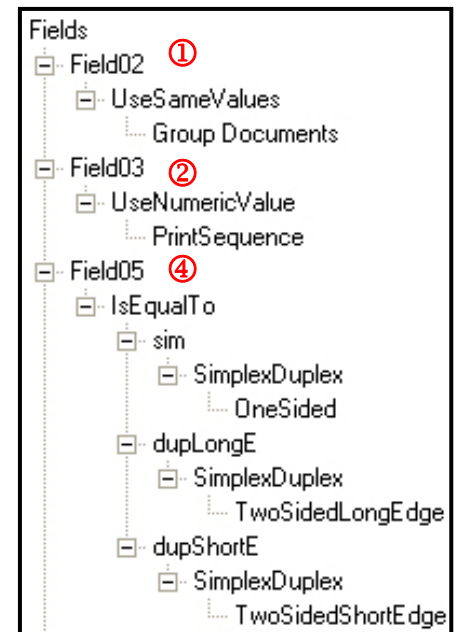 Fields
Field02 ①
UseSameValues
Group Documents
Field03 ②
UseNumericValue
PrintSequence
Field05 ④
IsEqualTo
sim
SimplexDuplex
OneSided
dupLongE
SimplexDuplex
TwoSidedLongEdge
dupShortE
SimplexDuplex
TwoSidedShortEdge